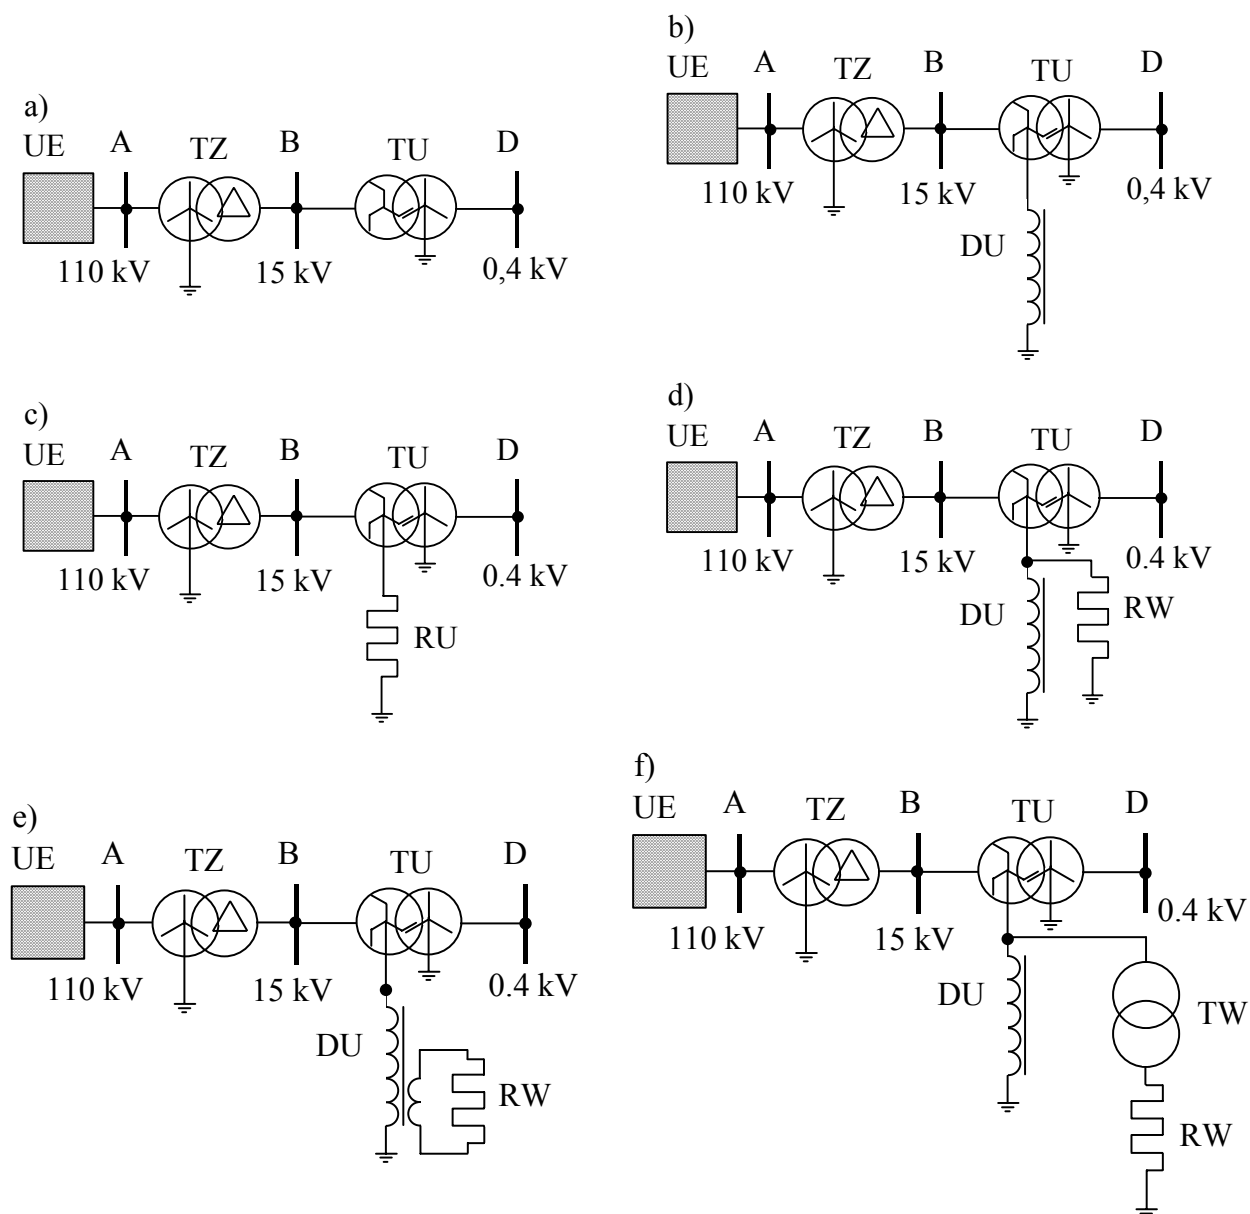 a)
UE A TZ B TU D
110 kV 15 kV 0,4 kV
b)
UE A TZ B TU D
110 kV 15 kV 0,4 kV
DU
c)
UE A TZ B TU D
110 kV 15 kV 0.4 kV
RU
d)
UE A TZ B TU D
110 kV 15 kV 0.4 kV
DU RW
e)
UE A TZ B TU D
110 kV 15 kV 0.4 kV
DU
RW
f)
UE A TZ B TU D
0.4 kV
110 kV 15 kV
DU TW
RW